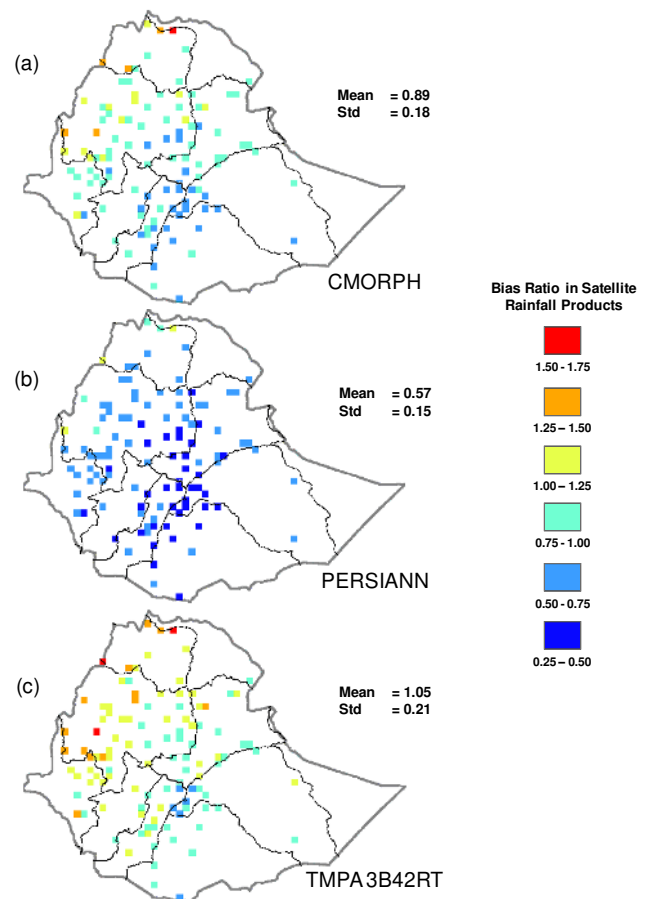 (a)
Mean = 0.89
Std = 0.18
CMORPH
(b)
Mean = 0.57
Std = 0.15
PERSIANN
(c)
Mean = 1.05
Std = 0.21
TMPA 3B42RT
Bias Ratio in Satellite
Rainfall Products
1.50 - 1.75
1.25 – 1.50
1.00 – 1.25
0.75 - 1.00
0.50 - 0.75
0.25 – 0.50